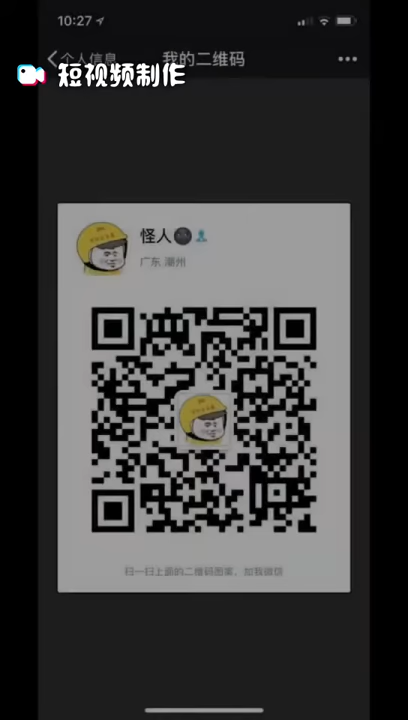 10:27
个人信息
我的二维码
短视频制作
怪人
广东 潮州
扫一扫上面的二维码图案，加我微信